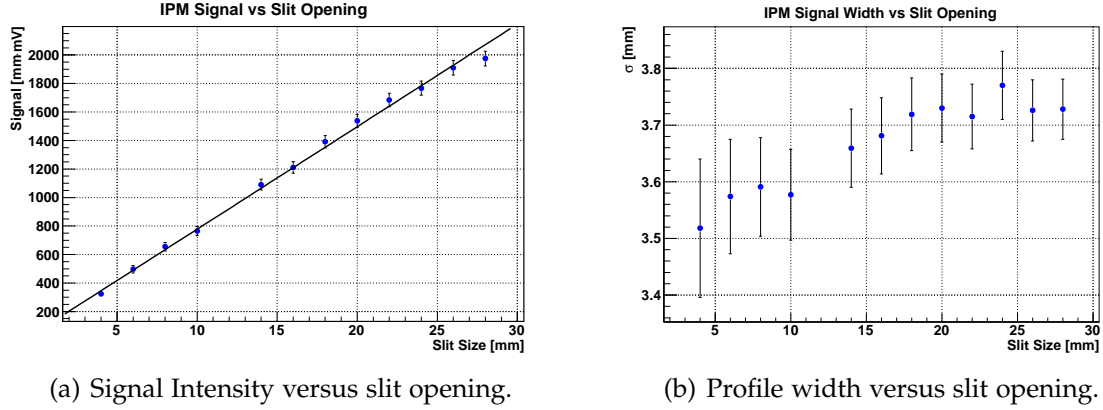 IPM Signal vs Slit Opening
Signal [mm·mV]
2000
1800
1600
1400
1200
1000
800
600
400
200
5 10 15 20 25 30
Slit Size [mm]
(a) Signal Intensity versus slit opening.
IPM Signal Width vs Slit Opening
σ [mm]
3.8
3.7
3.6
3.5
3.4
5 10 15 20 25 30
Slit Size [mm]
(b) Profile width versus slit opening.